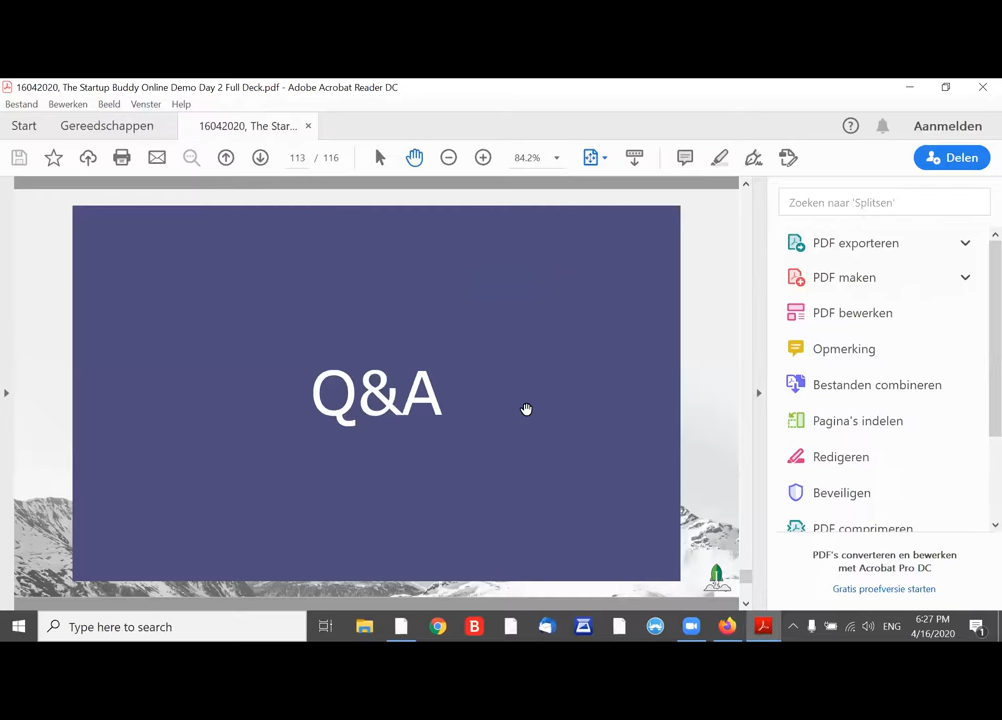 16042020, The Startup Buddy Online Demo Day 2 Full Deck.pdf - Adobe Acrobat Reader DC
Bestand Bewerken Beeld Venster Help
Start Gereedschappen 16042020, The Star... × Aanmelden
113 / 116 84.2% Delen
Zoeken naar 'Splitsen'
PDF exporteren
PDF maken
PDF bewerken
Opmerking
Bestanden combineren
Pagina's indelen
Redigeren
Beveiligen
PDF comprimeren
Q&A
PDF's converteren en bewerken
met Acrobat Pro DC
Gratis proefversie starten
Type here to search
ENG
6:27 PM
4/16/2020
1